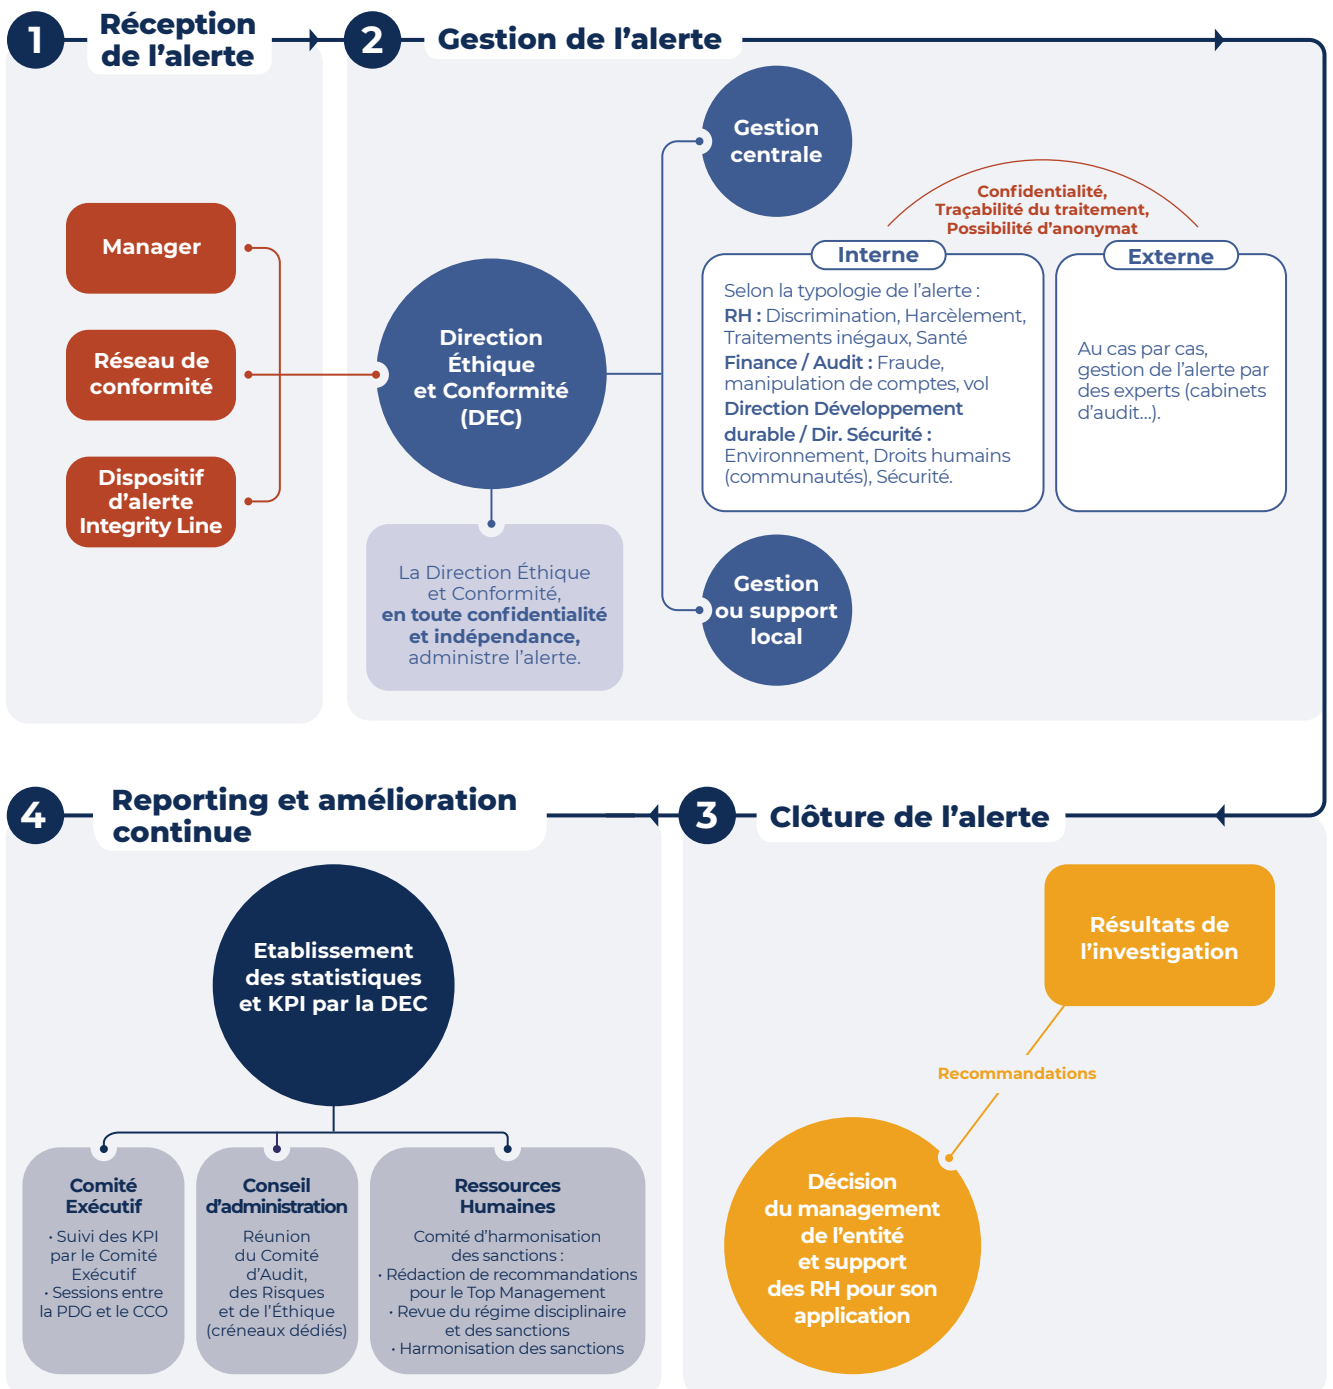 1
Réception
de l’alerte
Manager
Réseau de
conformité
Dispositif
d’alerte
Integrity Line
2
Gestion de l’alerte
Direction
Éthique
et Conformité
(DEC)
La Direction Éthique
et Conformité,
en toute confidentialité
et indépendance,
administre l’alerte.
Gestion
centrale
Confidentialité,
Traçabilité du traitement,
Possibilité d’anonymat
Interne
Selon la typologie de l’alerte :
RH : Discrimination, Harcèlement,
Traitements inégaux, Santé
Finance / Audit : Fraude,
manipulation de comptes, vol
Direction Développement
durable / Dir. Sécurité :
Environnement, Droits humains
(communautés), Sécurité.
Externe
Au cas par cas,
gestion de l’alerte par
des experts (cabinets
d’audit…).
Gestion
ou support
local
3
Clôture de l’alerte
Résultats de
l’investigation
Recommandations
Décision
du management
de l’entité
et support
des RH pour son
application
4
Reporting et amélioration
continue
Etablissement
des statistiques
et KPI par la DEC
Comité
Exécutif
• Suivi des KPI
par le Comité
Exécutif
• Sessions entre
la PDG et le CCO
Conseil
d’administration
Réunion
du Comité
d’Audit,
des Risques
et de l’Éthique
(créneaux dédiés)
Ressources
Humaines
Comité d’harmonisation
des sanctions :
• Rédaction de recommandations
pour le Top Management
• Revue du régime disciplinaire
et des sanctions
• Harmonisation des sanctions